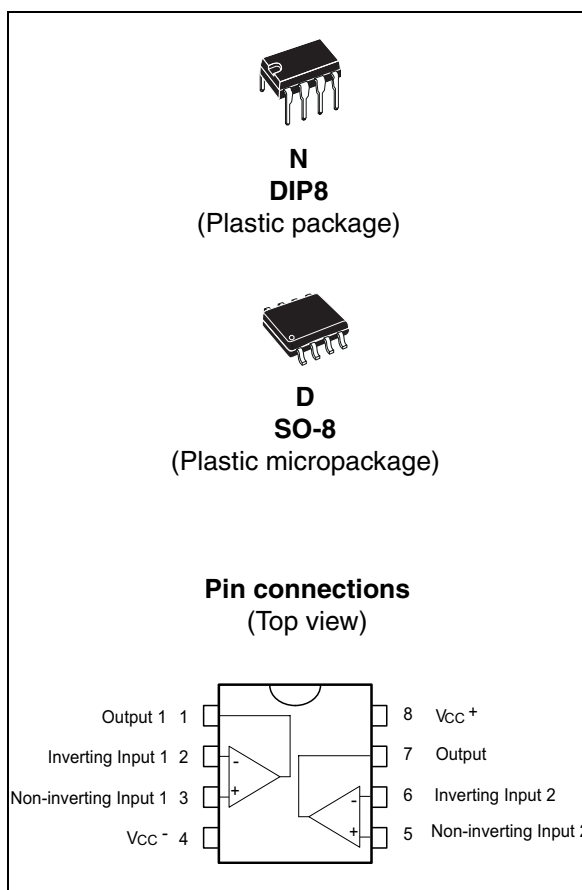 N
DIP8
(Plastic package)
D
SO-8
(Plastic micropackage)
Pin connections
(Top view)
Output 1 1
Inverting Input 1 2
Non-inverting Input 1 3
VCC - 4
8 VCC +
7 Output
6 Inverting Input 2
5 Non-inverting Input 2
-
+
-
+